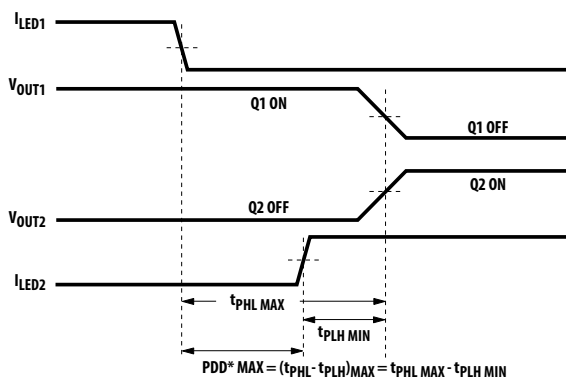 ILED1
VOUT1
Q1 ON
Q1 OFF
Q2 ON
Q2 OFF
VOUT2
ILED2
tPHL MAX
tPLH MIN
PDD* MAX = (tPHL- tPLH)MAX = tPHL MAX - tPLH MIN